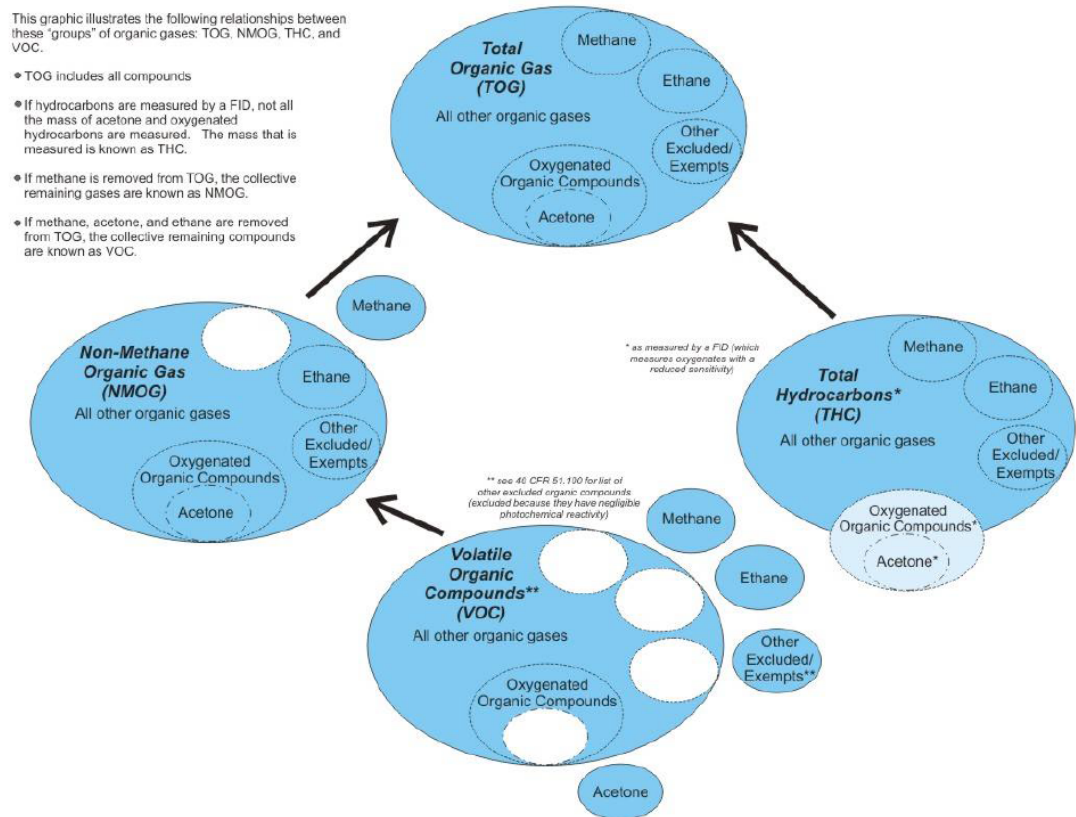 This graphic illustrates the following relationships between
these "groups" of organic gases: TOG, NMOG, THC, and
VOC.
• TOG includes all compounds
• If hydrocarbons are measured by a FID, not all
the mass of acetone and oxygenated
hydrocarbons are measured. The mass that is
measured is known as THC.
• If methane is removed from TOG, the collective
remaining gases are known as NMOG.
• If methane, acetone, and ethane are removed
from TOG, the collective remaining compounds
are known as VOC.
Total
Organic Gas
(TOG)
All other organic gases
Methane
Ethane
Other
Excluded/
Exempts
Oxygenated
Organic Compounds
Acetone
Methane
Non-Methane
Organic Gas
(NMOG)
All other organic gases
Ethane
Other
Excluded/
Exempts
Oxygenated
Organic Compounds
Acetone
* as measured by a FID (which
measures oxygenates with a
reduced sensitivity)
Total
Hydrocarbons*
(THC)
All other organic gases
Methane
Ethane
Other
Excluded/
Exempts
Oxygenated
Organic Compounds*
Acetone*
** see 40 CFR 51.100 for list of
other excluded organic compounds
(excluded because they have negligible
photochemical reactivity)
Volatile
Organic
Compounds**
(VOC)
All other organic gases
Oxygenated
Organic Compounds
Methane
Ethane
Other
Excluded/
Exempts**
Acetone